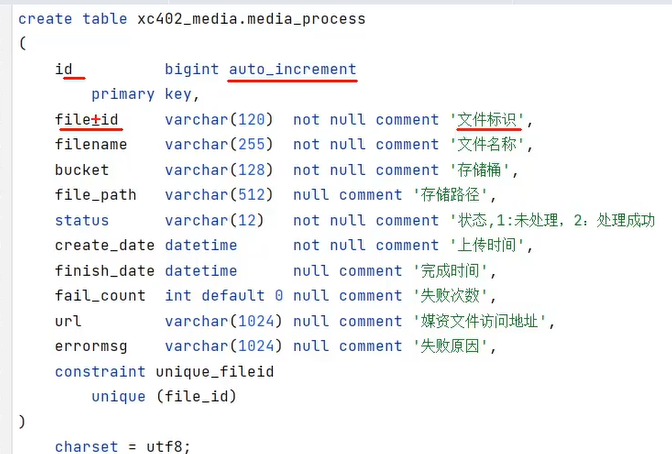 create table xc402_media.media_process
(
id bigint auto_increment
primary key,
file_id varchar(120) not null comment '文件标识',
filename varchar(255) not null comment '文件名称',
bucket varchar(128) not null comment '存储桶',
file_path varchar(512) null comment '存储路径',
status varchar(12) not null comment '状态,1:未处理，2：处理成功
create_date datetime not null comment '上传时间',
finish_date datetime null comment '完成时间',
fail_count int default 0 null comment '失败次数',
url varchar(1024) null comment '媒资文件访问地址',
errormsg varchar(1024) null comment '失败原因',
constraint unique_fileid
unique (file_id)
)
charset = utf8;